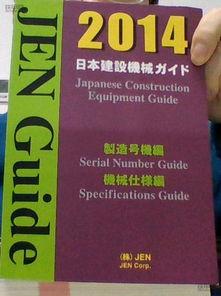 JEN Guide
2014
日本建設機械ガイド
Japanese Construction
Equipment Guide
製造号機編
Serial Number Guide
機械仕様編
Specifications Guide
(株) JEN
JEN Corp.